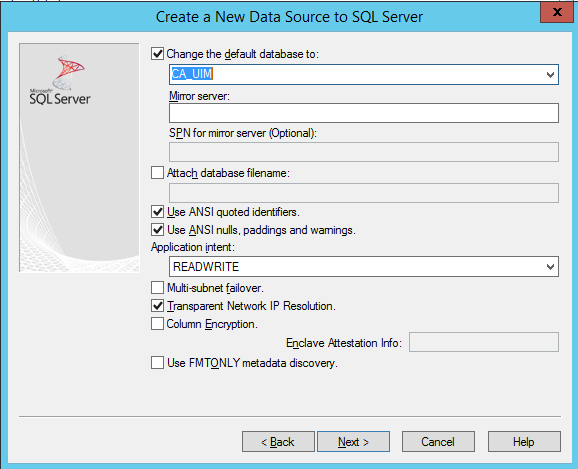 Create a New Data Source to SQL Server
x
Microsoft
SQL Server
Change the default database to:
CA_UIM
Mirror server:
SPN for mirror server (Optional):
Attach database filename:
Use ANSI quoted identifiers.
Use ANSI nulls, paddings and warnings.
Application intent:
READWRITE
Multi-subnet failover.
Transparent Network IP Resolution.
Column Encryption.
Enclave Attestation Info:
Use FMTONLY metadata discovery.
< Back
Next >
Cancel
Help